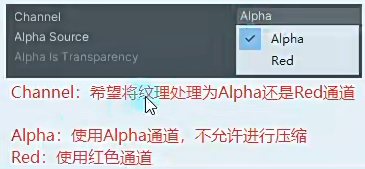 Channel
Alpha
Alpha Source
Alpha
Alpha Is Transparency
Red
Channel：希望将纹理处理为Alpha还是Red通道
Alpha：使用Alpha通道，不允许进行压缩
Red：使用红色通道